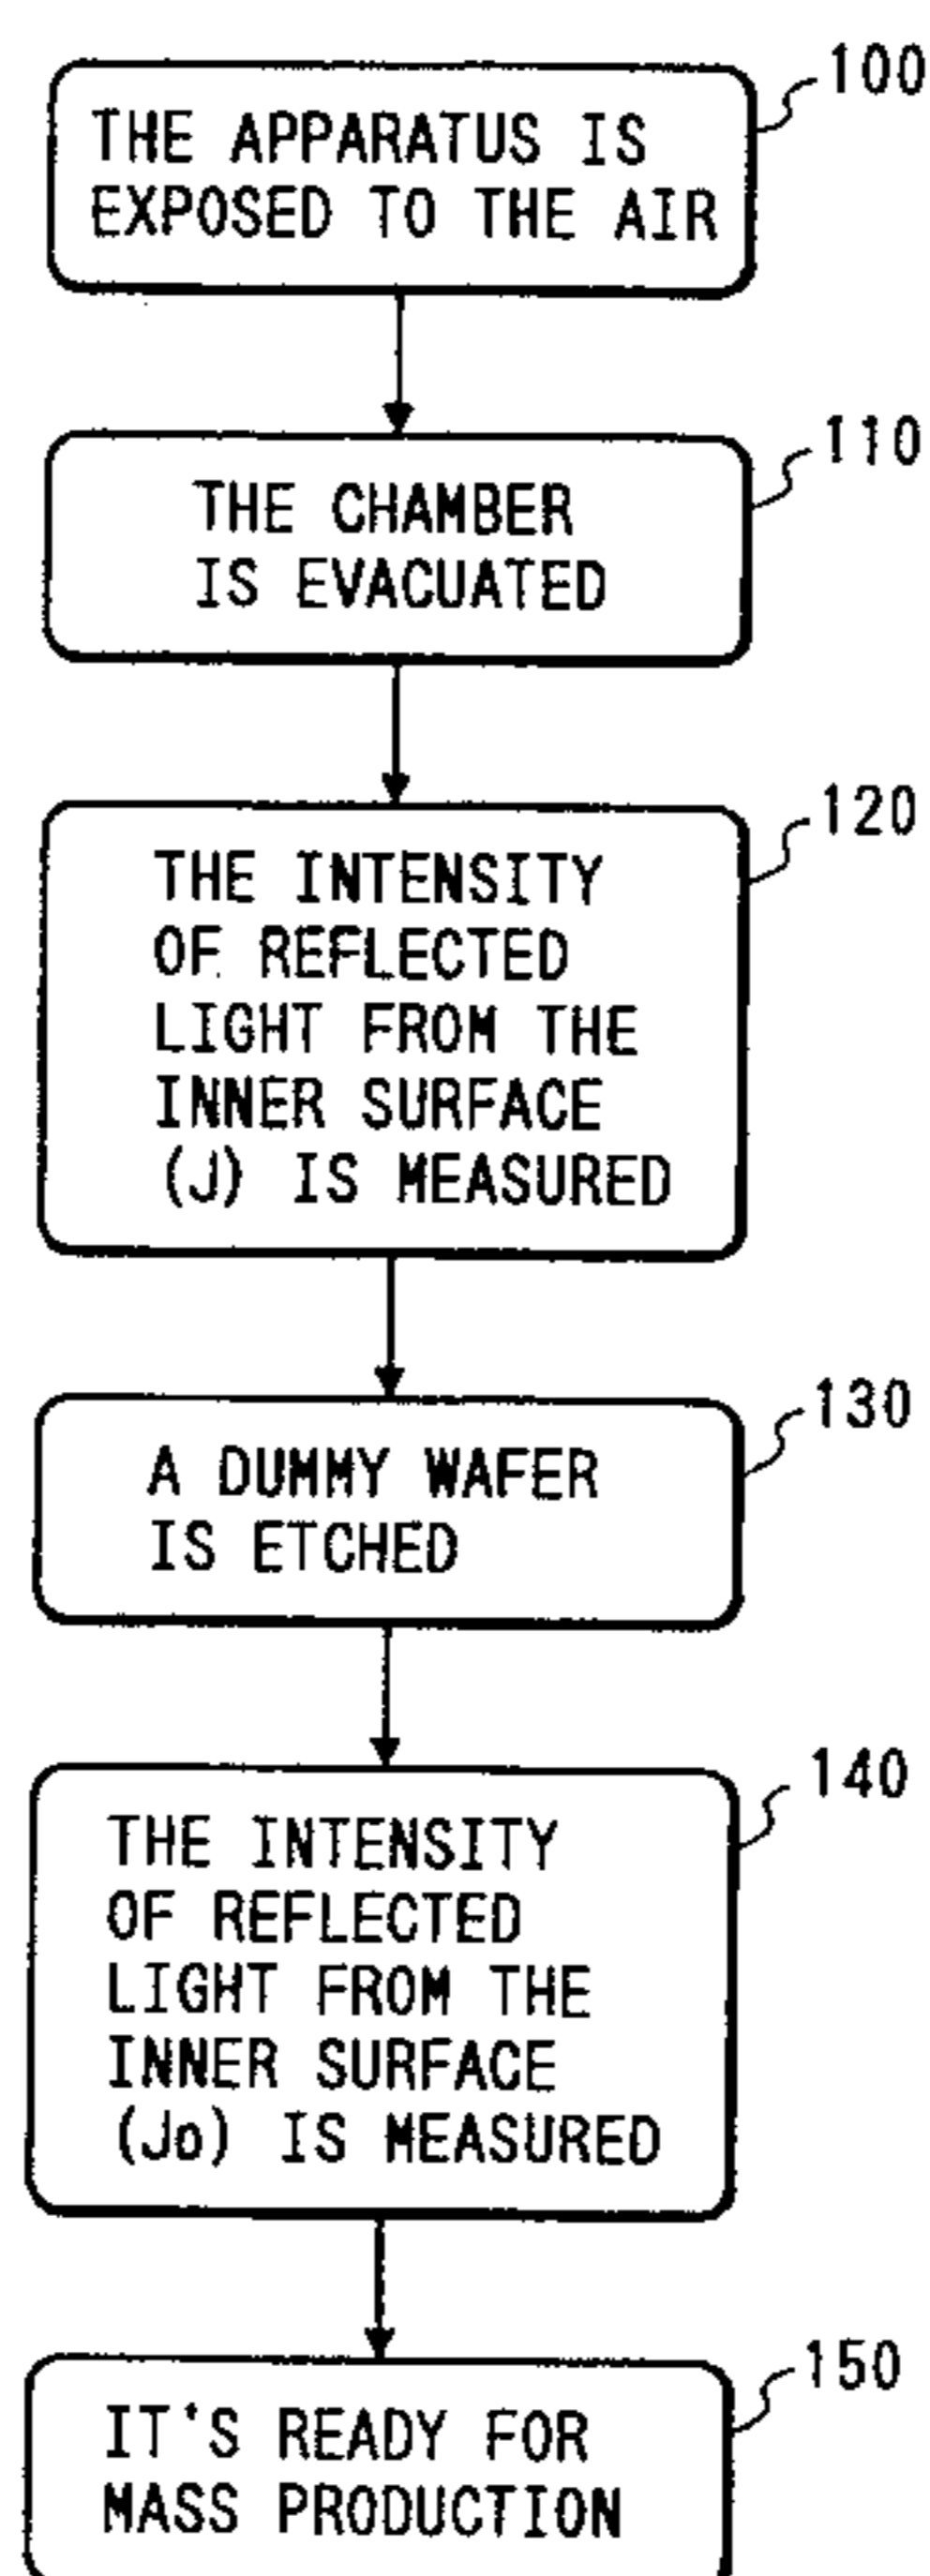 100
THE APPARATUS IS
EXPOSED TO THE AIR
110
THE CHAMBER
IS EVACUATED
120
THE INTENSITY
OF REFLECTED
LIGHT FROM THE
INNER SURFACE
(J) IS MEASURED
130
A DUMMY WAFER
IS ETCHED
140
THE INTENSITY
OF REFLECTED
LIGHT FROM THE
INNER SURFACE
(Jo) IS MEASURED
150
IT'S READY FOR
MASS PRODUCTION